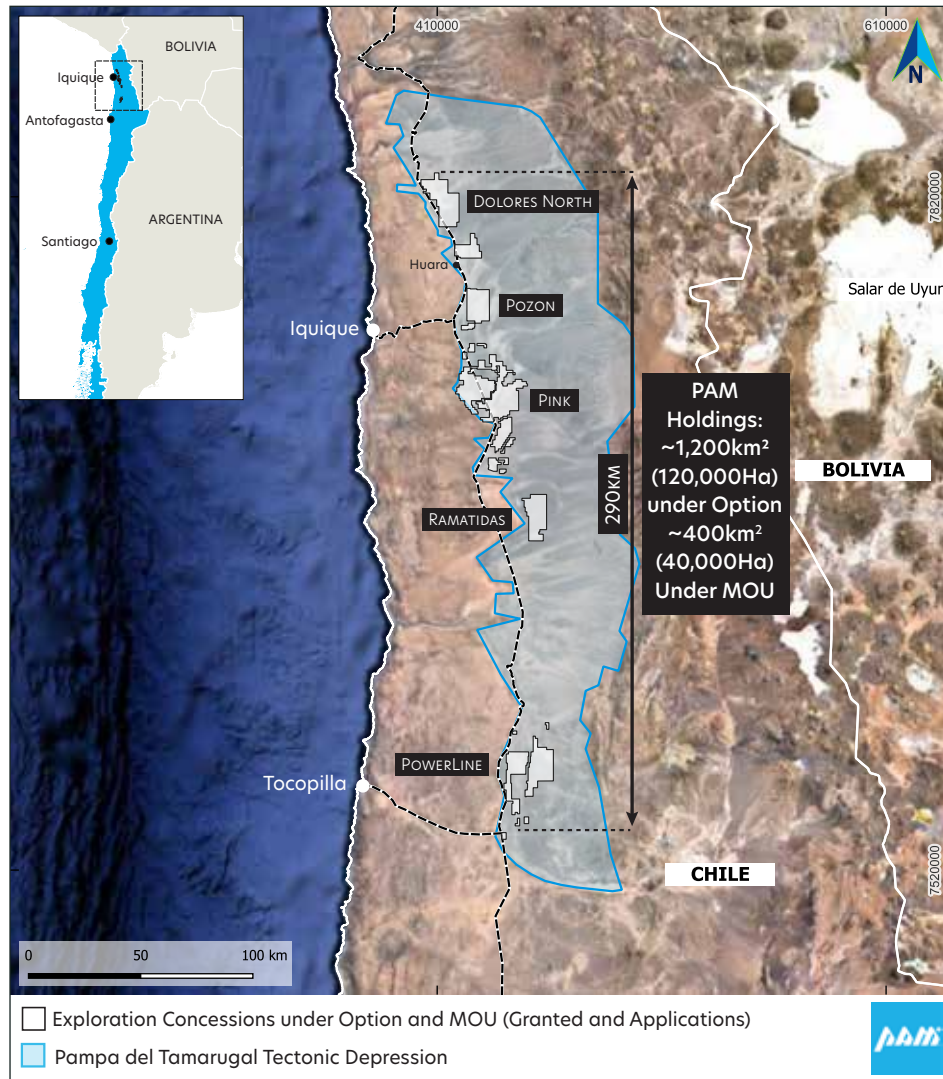 410000
610000
N
BOLIVIA
Iquique
Antofagasta
ARGENTINA
Santiago
7820000
DOLORES NORTH
Huara
POZON
Salar de Uyun
Iquique
PINK
PAM
Holdings:
~1,200km²
(120,000Ha)
under Option
~400km²
(40,000Ha)
Under MOU
BOLIVIA
290KM
RAMATIDAS
POWERLINE
Tocopilla
CHILE
7520000
0 50 100 km
Exploration Concessions under Option and MOU (Granted and Applications)
Pampa del Tamarugal Tectonic Depression
pam